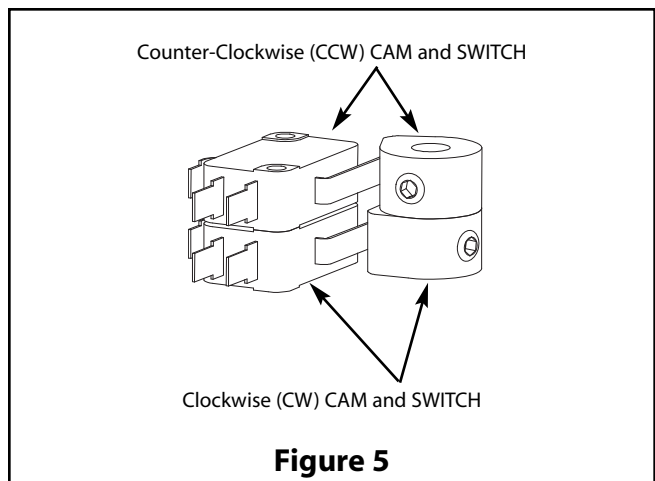 Counter-Clockwise (CCW) CAM and SWITCH
Clockwise (CW) CAM and SWITCH
Figure 5